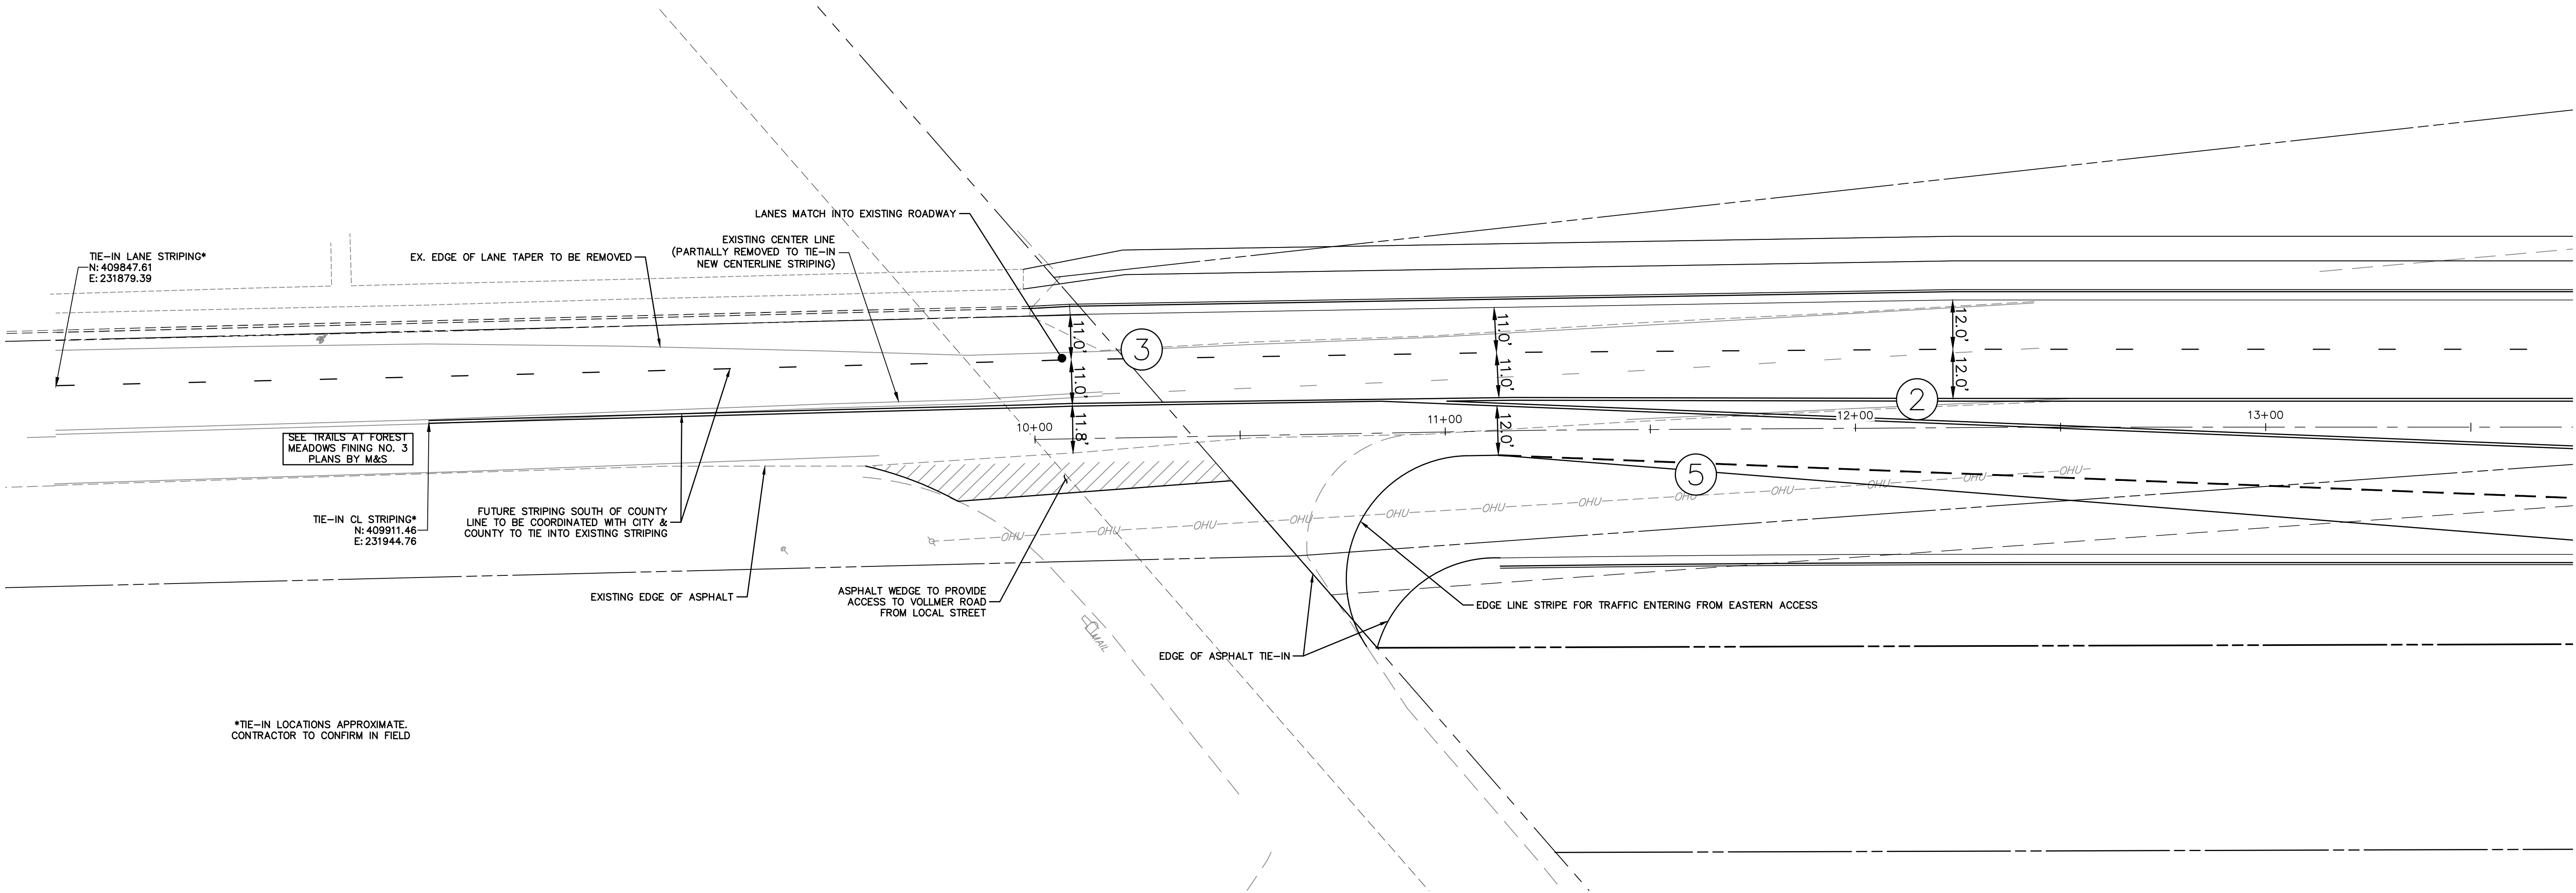 LANES MATCH INTO EXISTING ROADWAY
TIE-IN LANE STRIPING*
N: 409847.61
E: 231879.39
EX. EDGE OF LANE TAPER TO BE REMOVED
EXISTING CENTER LINE
(PARTIALLY REMOVED TO TIE-IN
NEW CENTERLINE STRIPING)
11.0'
11.0'
11.8'
3
11.0'
11.0'
12.0'
12.0'
12.0'
2
5
10+00
11+00
12+00
13+00
SEE TRAILS AT FOREST
MEADOWS FINING NO. 3
PLANS BY M&S
TIE-IN CL STRIPING*
N: 409911.46
E: 231944.76
FUTURE STRIPING SOUTH OF COUNTY
LINE TO BE COORDINATED WITH CITY &
COUNTY TO TIE INTO EXISTING STRIPING
OHU
OHU
OHU
OHU
OHU
OHU
OHU
OHU
OHU
OHU
OHU
OHU
EXISTING EDGE OF ASPHALT
ASPHALT WEDGE TO PROVIDE
ACCESS TO VOLLMER ROAD
FROM LOCAL STREET
MAIL
EDGE LINE STRIPE FOR TRAFFIC ENTERING FROM EASTERN ACCESS
EDGE OF ASPHALT TIE-IN
*TIE-IN LOCATIONS APPROXIMATE.
CONTRACTOR TO CONFIRM IN FIELD